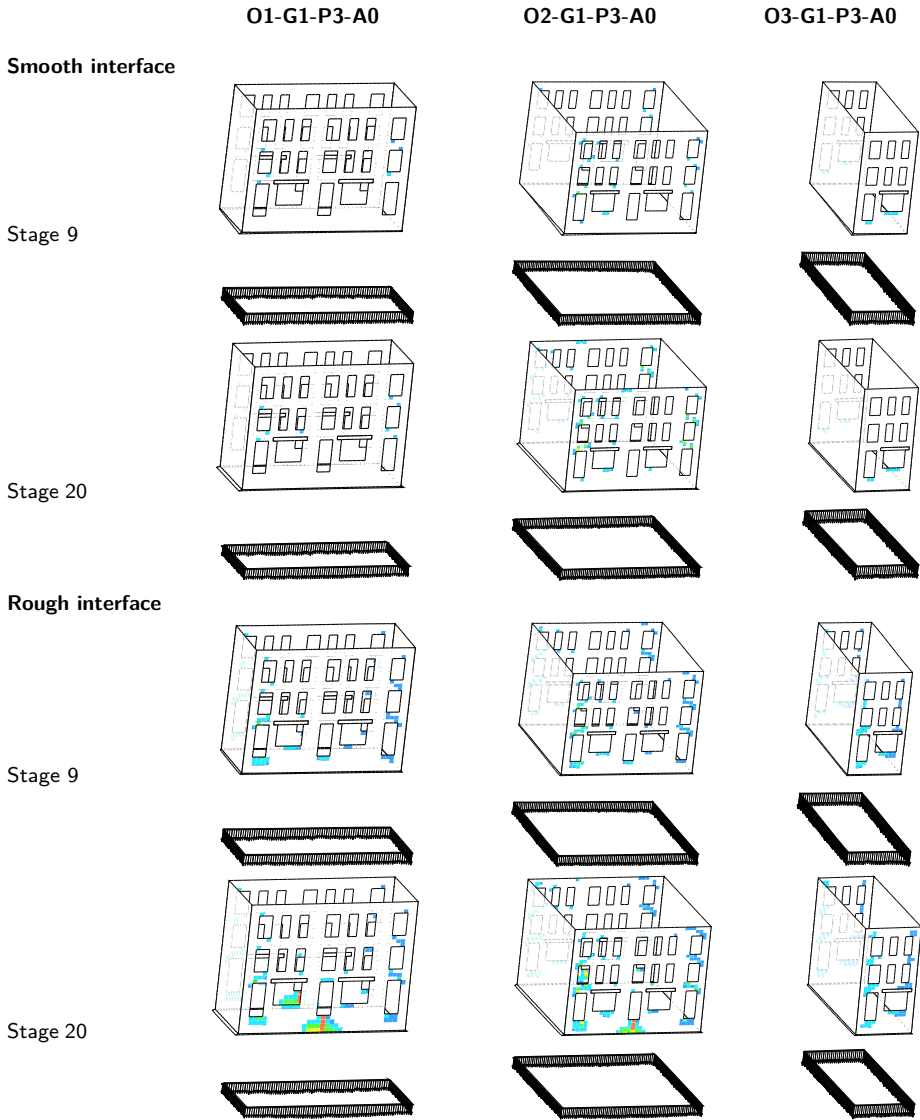 O1-G1-P3-A0 O2-G1-P3-A0 O3-G1-P3-A0
Smooth interface
Stage 9
Stage 20
Rough interface
Stage 9
Stage 20